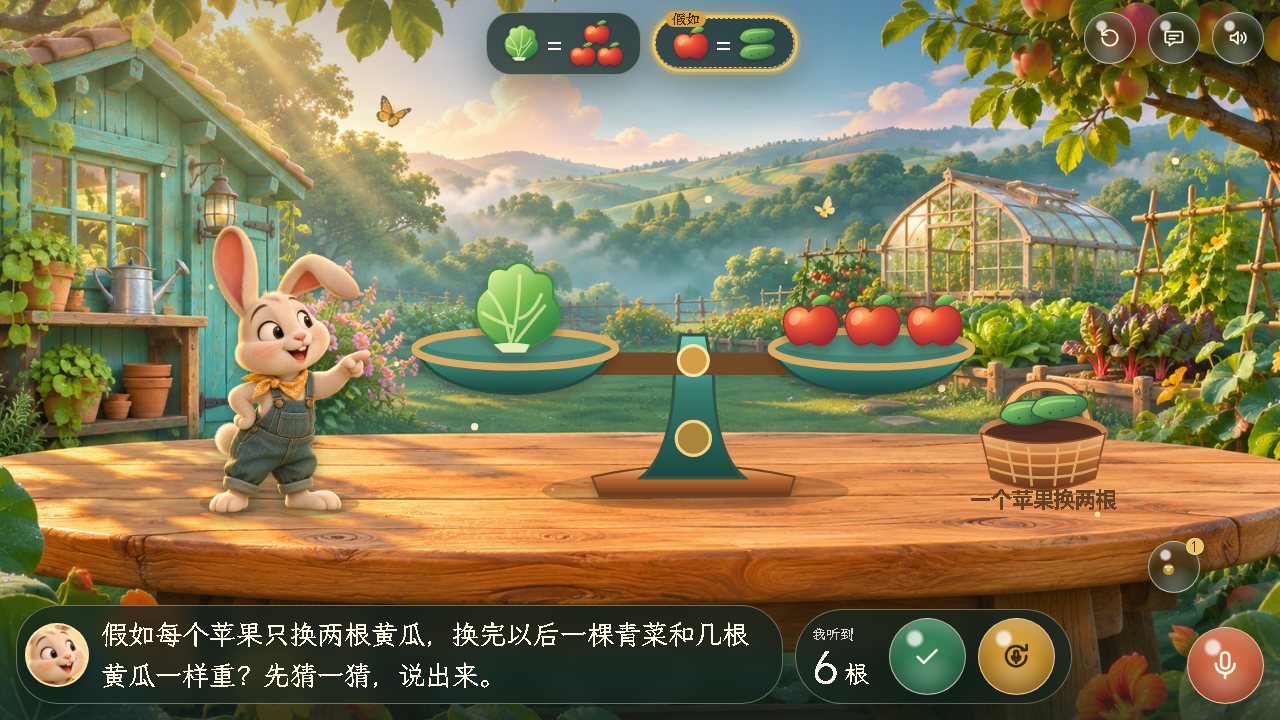 =
假如
=
一个苹果换两根
1
假如每个苹果只换两根黄瓜，换完以后一棵青菜和几根
黄瓜一样重？先猜一猜，说出来。
我听到
6 根